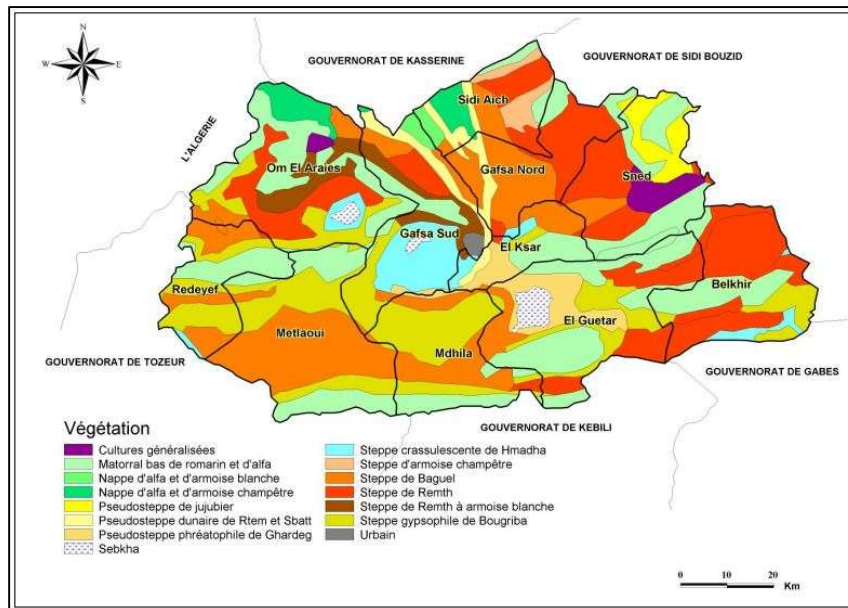 N
W E
S
GOUVERNORAT DE KASSERINE
GOUVERNORAT DE SIDI BOUZID
L'ALGERIE
Sidi Aich
Om El Araies
Gafsa Nord
Sned
Gafsa Sud
El Ksar
Redeyef
Belkhir
Metlaoui
El Guetar
Mdhila
GOUVERNORAT DE TOZEUR
GOUVERNORAT DE GABES
GOUVERNORAT DE KEBILI
Végétation
Cultures généralisées
Matorral bas de romarin et d'alfa
Nappe d'alfa et d'armoise blanche
Nappe d'alfa et d'armoise champêtre
Pseudosteppe de jujubier
Pseudosteppe dunaire de Rtem et Sbatt
Pseudosteppe phréatophile de Ghardeg
Sebkha
Steppe crassulescente de Hmadha
Steppe d'armoise champêtre
Steppe de Baguel
Steppe de Remth
Steppe de Remth à armoise blanche
Steppe gypsophile de Bougriba
Urbain
0 10 20
Km